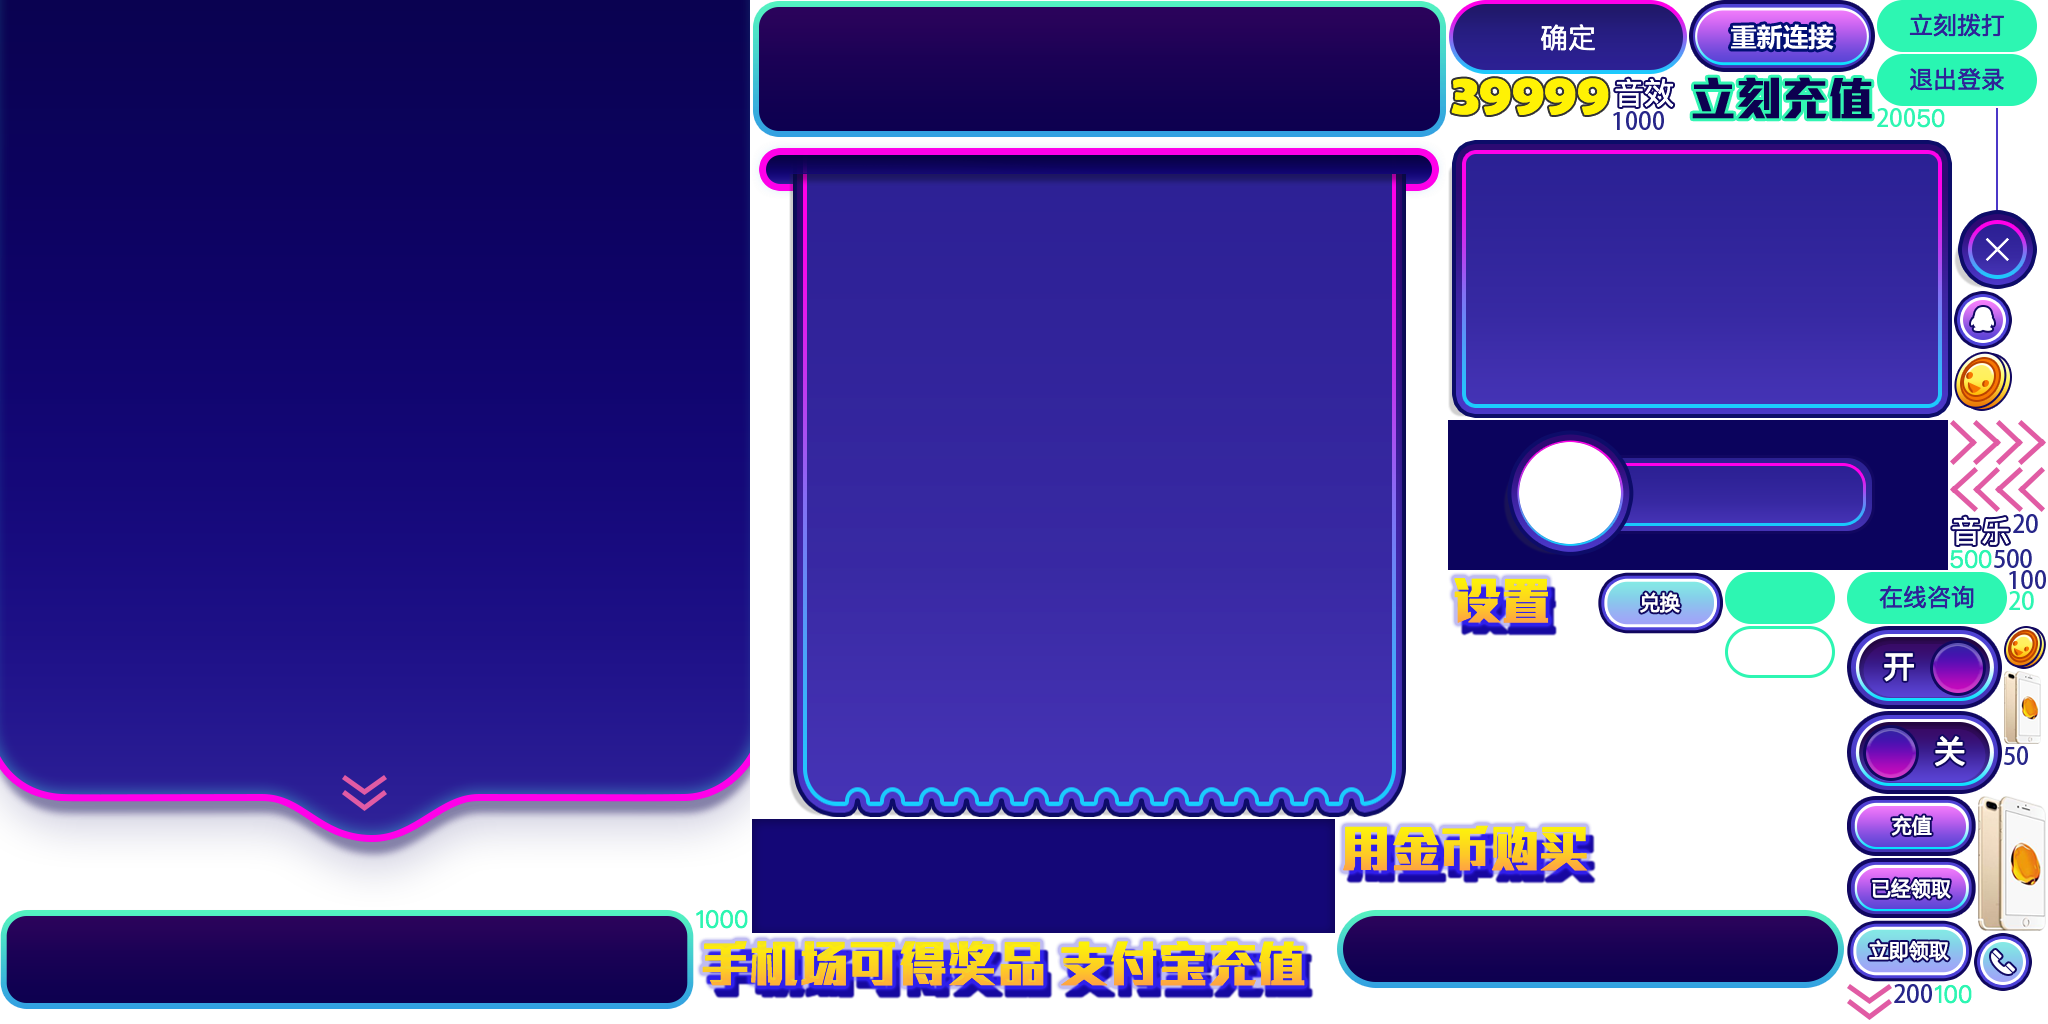 确定
重新连接
立刻拨打
退出登录
39999
音效
1000
立刻充值
20050
音乐
20
500
500
100
20
设置
兑换
在线咨询
开
关
50
充值
用金币购买
已经领取
1000
手机场可得奖品 支付宝充值
立即领取
200
100